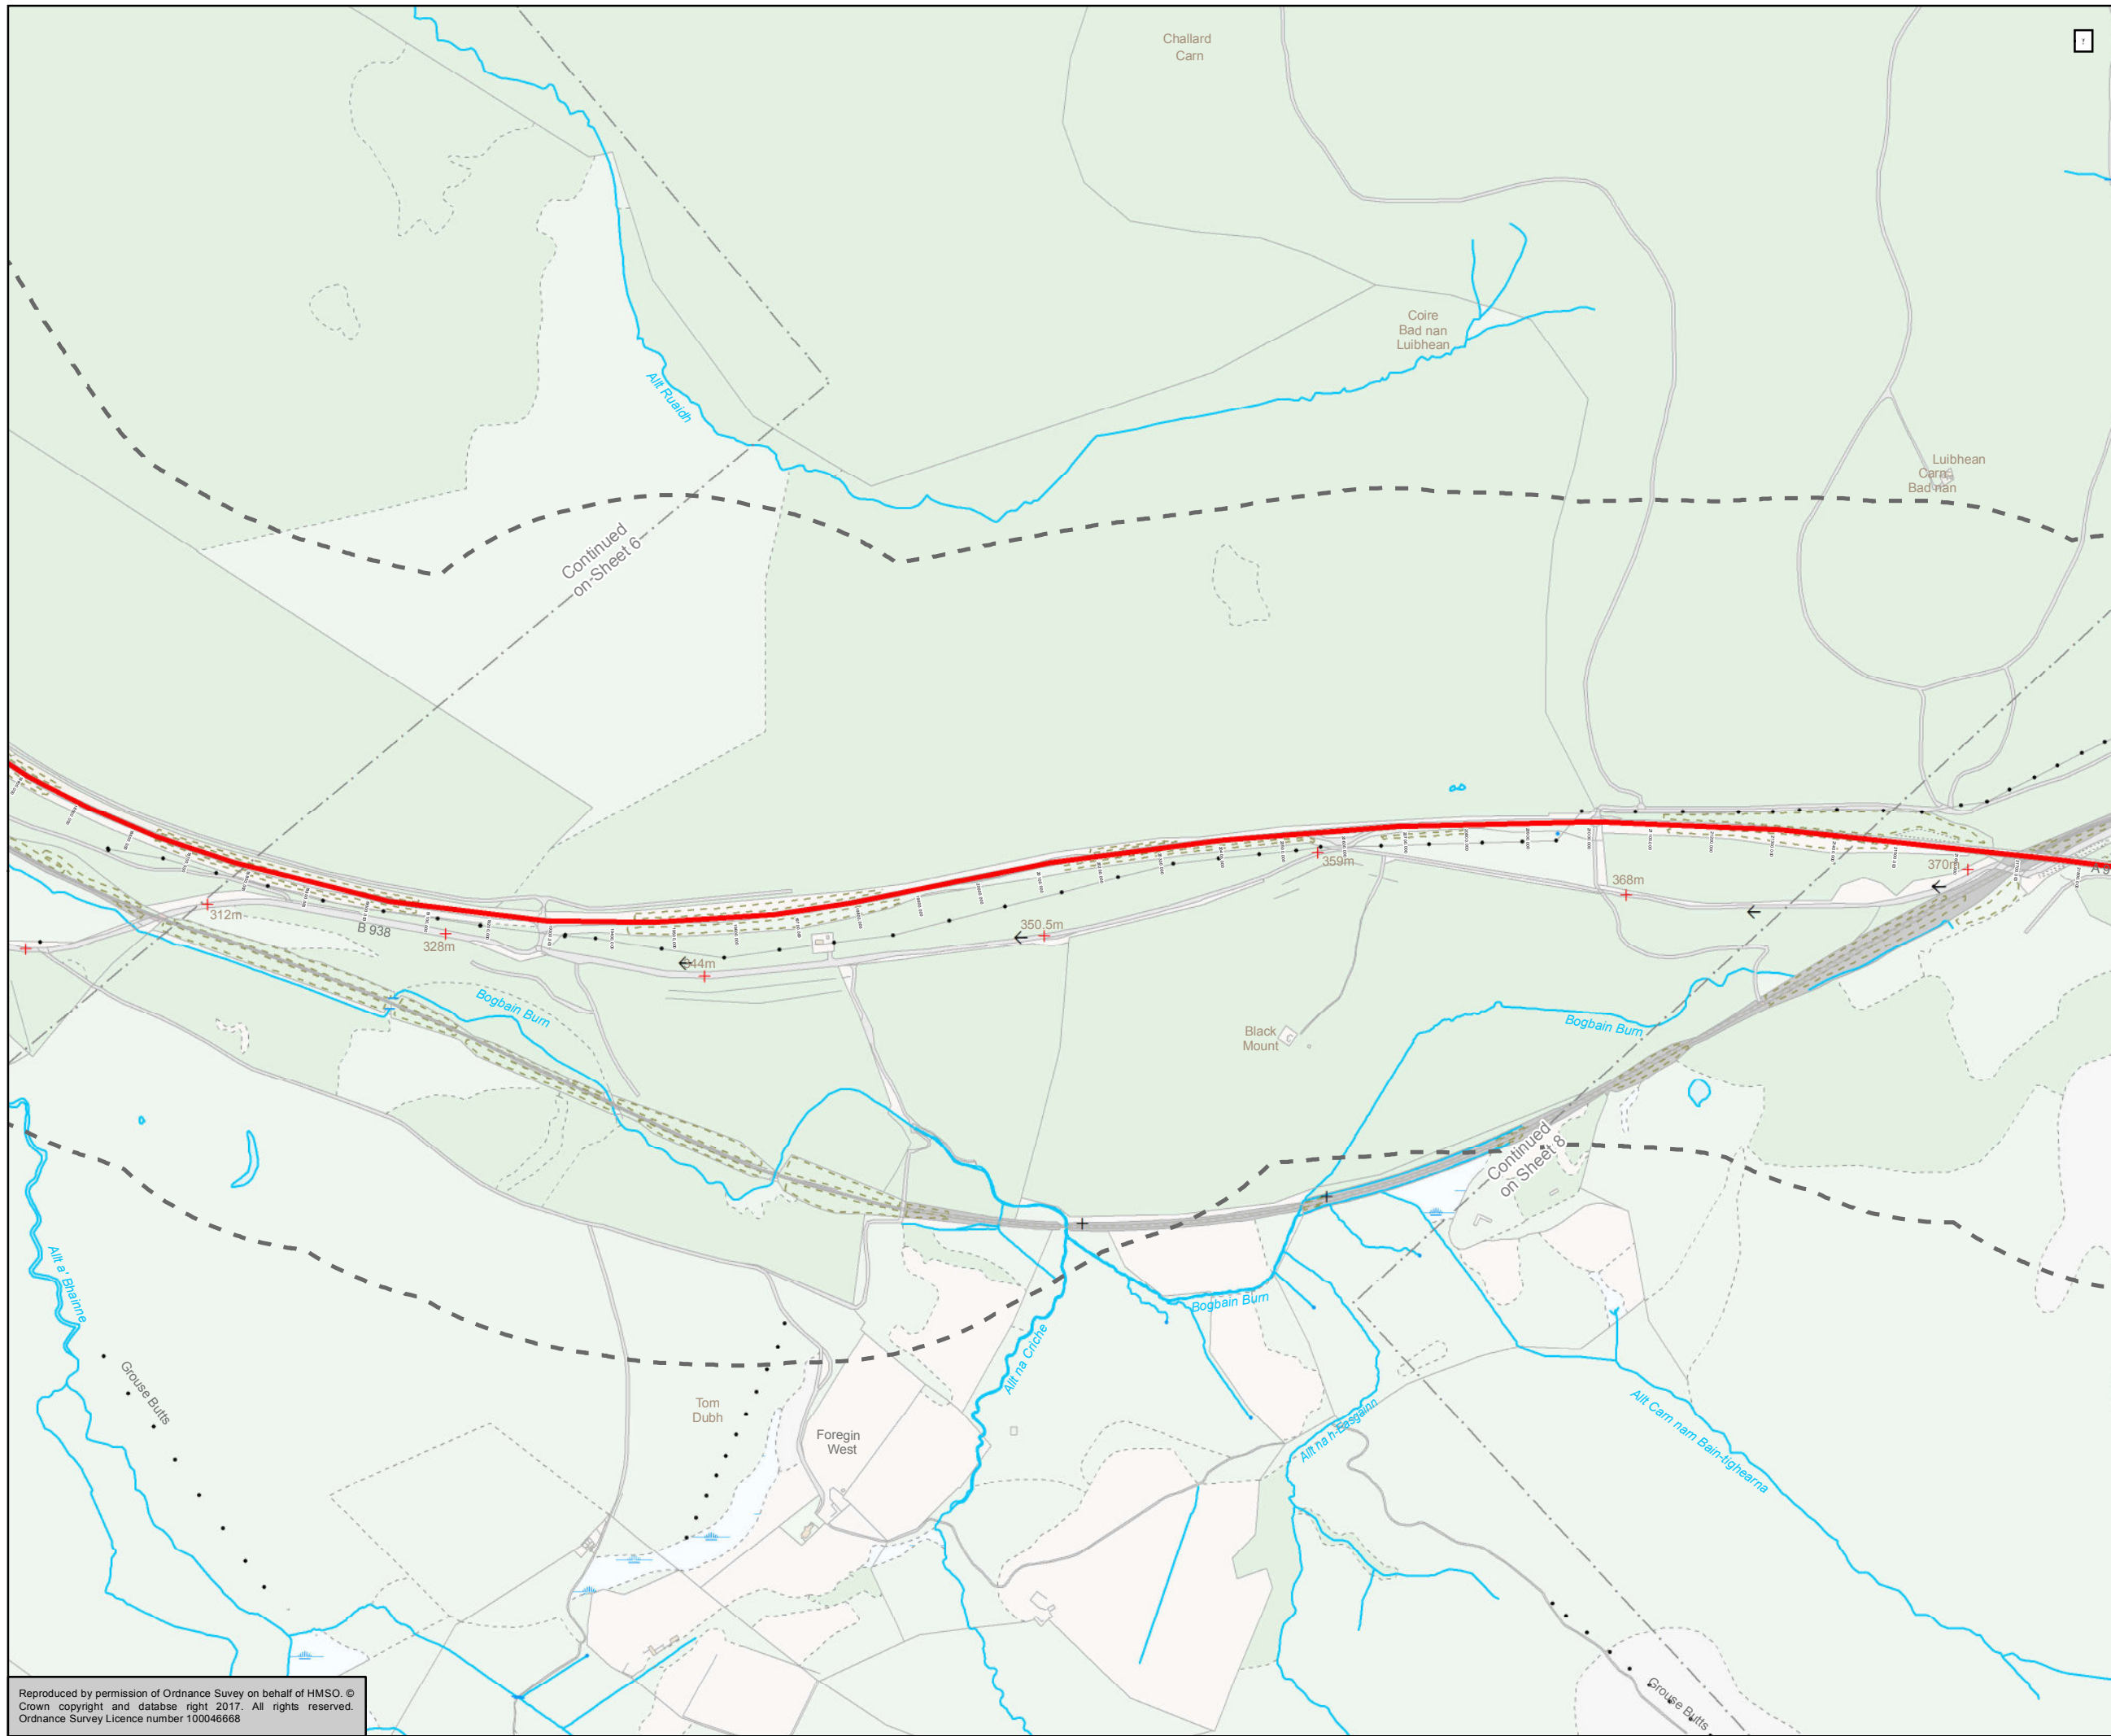 Challard
Carn
Coire
Bad nan
Luibhean
Allt Ruaidh
Luibhean
Carn
Bad nan
Continued
on Sheet 6
359m
370m
A 9
312m
B 938
328m
368m
350.5m
344m
Bogbain Burn
Black
Mount
Bogbain Burn
Continued
on Sheet 8
Allt a' Bhainne
Bogbain Burn
Allt na Criche
Grouse Butts
Tom
Dubh
Foregin
West
Allt na h-Easgainn
Allt Carn nam Bain-tighearna
Grouse Butts
Reproduced by permission of Ordnance Suvey on behalf of HMSO. ©
Crown copyright and databse right 2017. All rights reserved.
Ordnance Survey Licence number 100046668